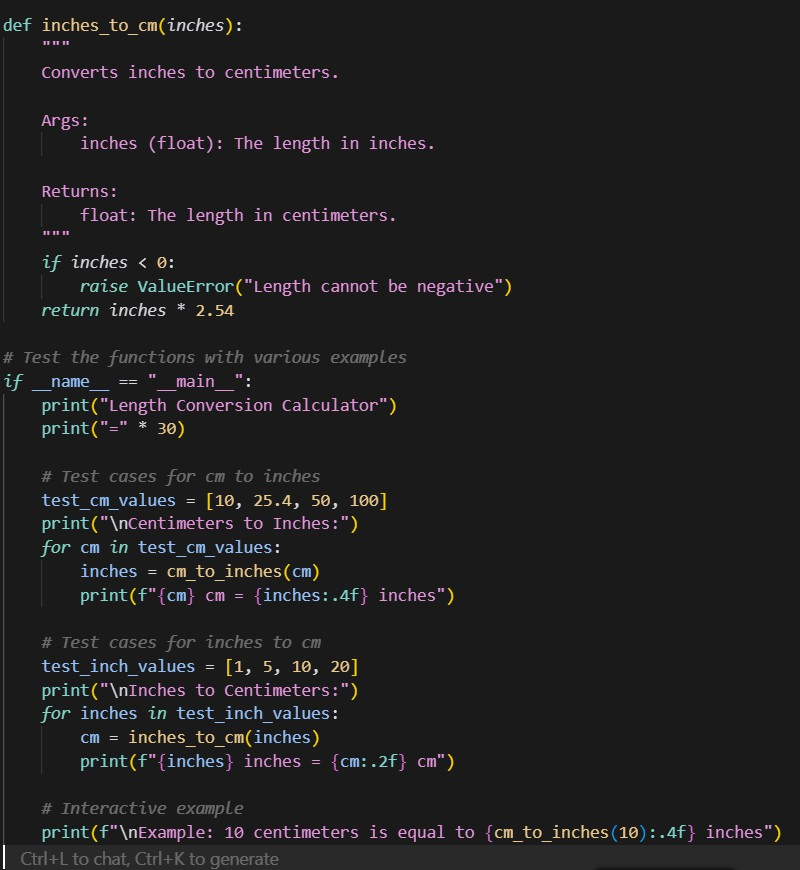 def inches_to_cm(inches):
    """
    Converts inches to centimeters.

    Args:
        inches (float): The length in inches.

    Returns:
        float: The length in centimeters.
    """
    if inches < 0:
        raise ValueError("Length cannot be negative")
    return inches * 2.54

# Test the functions with various examples
if __name__ == "__main__":
    print("Length Conversion Calculator")
    print("=" * 30)

    # Test cases for cm to inches
    test_cm_values = [10, 25.4, 50, 100]
    print("\nCentimeters to Inches:")
    for cm in test_cm_values:
        inches = cm_to_inches(cm)
        print(f"{cm} cm = {inches:.4f} inches")

    # Test cases for inches to cm
    test_inch_values = [1, 5, 10, 20]
    print("\nInches to Centimeters:")
    for inches in test_inch_values:
        cm = inches_to_cm(inches)
        print(f"{inches} inches = {cm:.2f} cm")

    # Interactive example
    print(f"\nExample: 10 centimeters is equal to {cm_to_inches(10):.4f} inches")
Ctrl+L to chat, Ctrl+K to generate